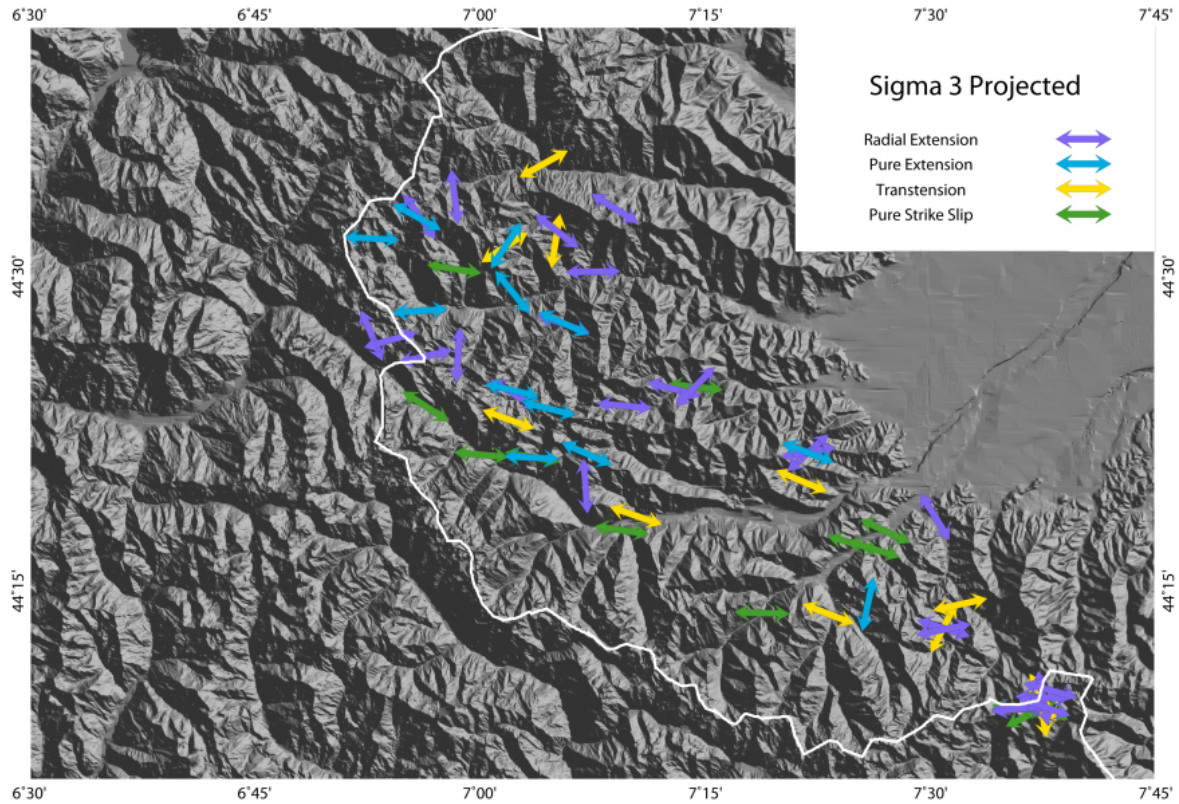 6˚30' 6˚45' 7˚00' 7˚15' 7˚30' 7˚45'
Sigma 3 Projected
Radial Extension
Pure Extension
Transtension
Pure Strike Slip
44˚30' 44˚30'
44˚15' 44˚15'
6˚30' 6˚45' 7˚00' 7˚15' 7˚30' 7˚45'